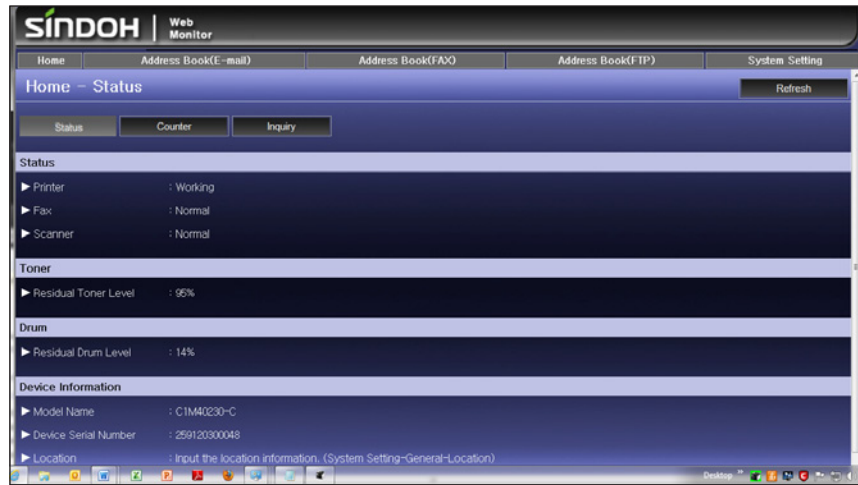 SINDOH | Web Monitor
Home Address Book(E-mail) Address Book(FAX) Address Book(FTP) System Setting
Home - Status Refresh
Status Counter Inquiry
Status
▶ Printer : Working
▶ Fax : Normal
▶ Scanner : Normal
Toner
▶ Residual Toner Level : 95%
Drum
▶ Residual Drum Level : 14%
Device Information
▶ Model Name : C1M40230-C
▶ Device Serial Number : 259120300048
▶ Location : Input the location information. (System Setting-General-Location)
Desktop